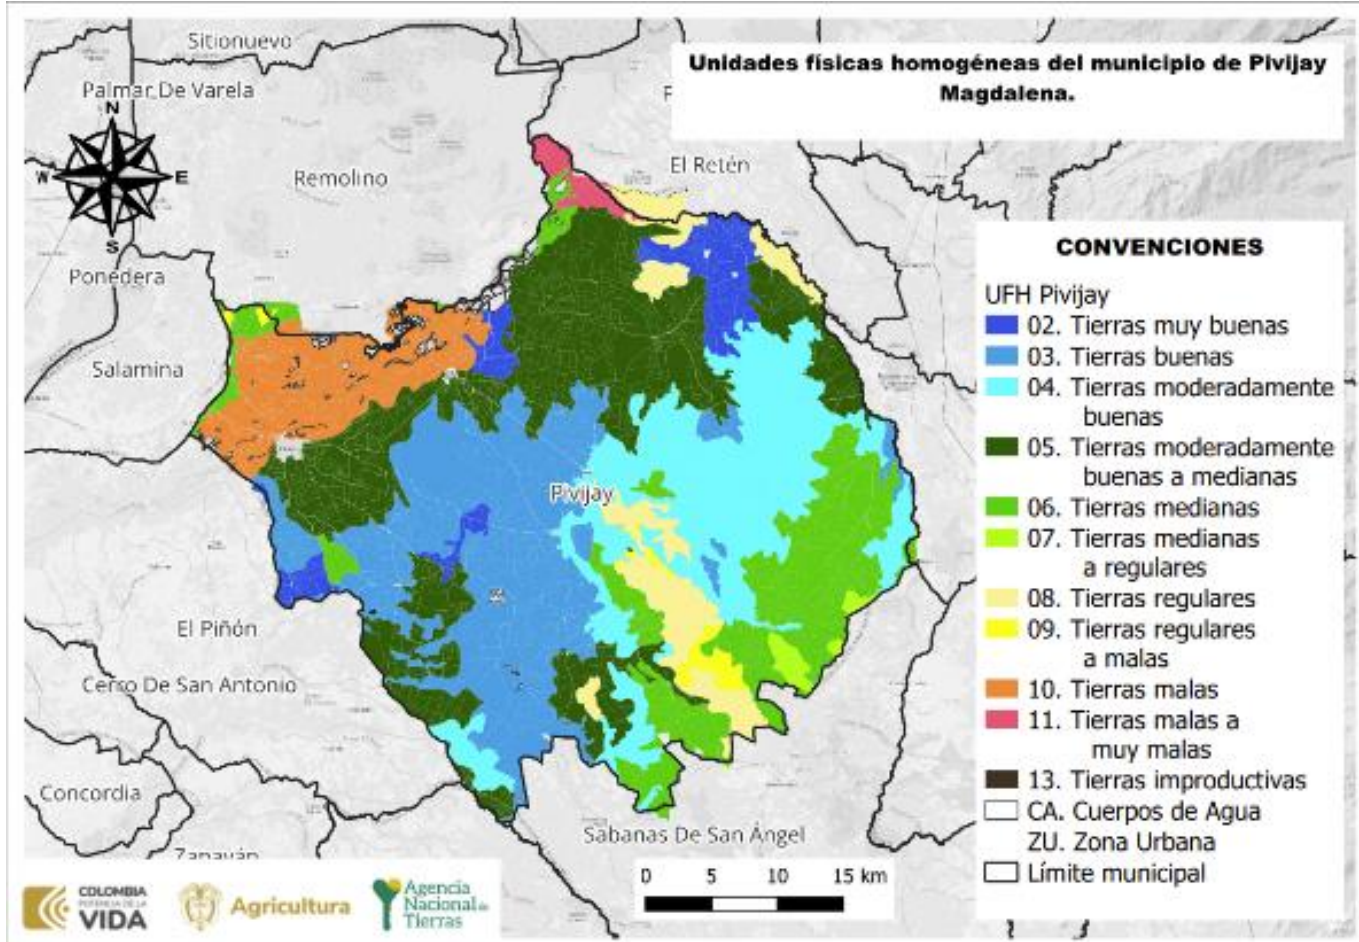 Sitionuevo
Unidades físicas homogéneas del municipio de Pivijay
Magdalena.
Palmar De Varela
N
W
E
S
Remolino
El Retén
Ponedera
Salamina
Pivijay
El Piñón
Cerro De San Antonio
Concordia
Zapayán
Sabanas De San Ángel
CONVENCIONES
UFH Pivijay
02. Tierras muy buenas
03. Tierras buenas
04. Tierras moderadamente
buenas
05. Tierras moderadamente
buenas a medianas
06. Tierras medianas
07. Tierras medianas
a regulares
08. Tierras regulares
09. Tierras regulares
a malas
10. Tierras malas
11. Tierras malas a
muy malas
13. Tierras improductivas
CA. Cuerpos de Agua
ZU. Zona Urbana
Límite municipal
0 5 10 15 km
COLOMBIA
POTENCIA DE LA
VIDA
Agricultura
Agencia
Nacional de
Tierras